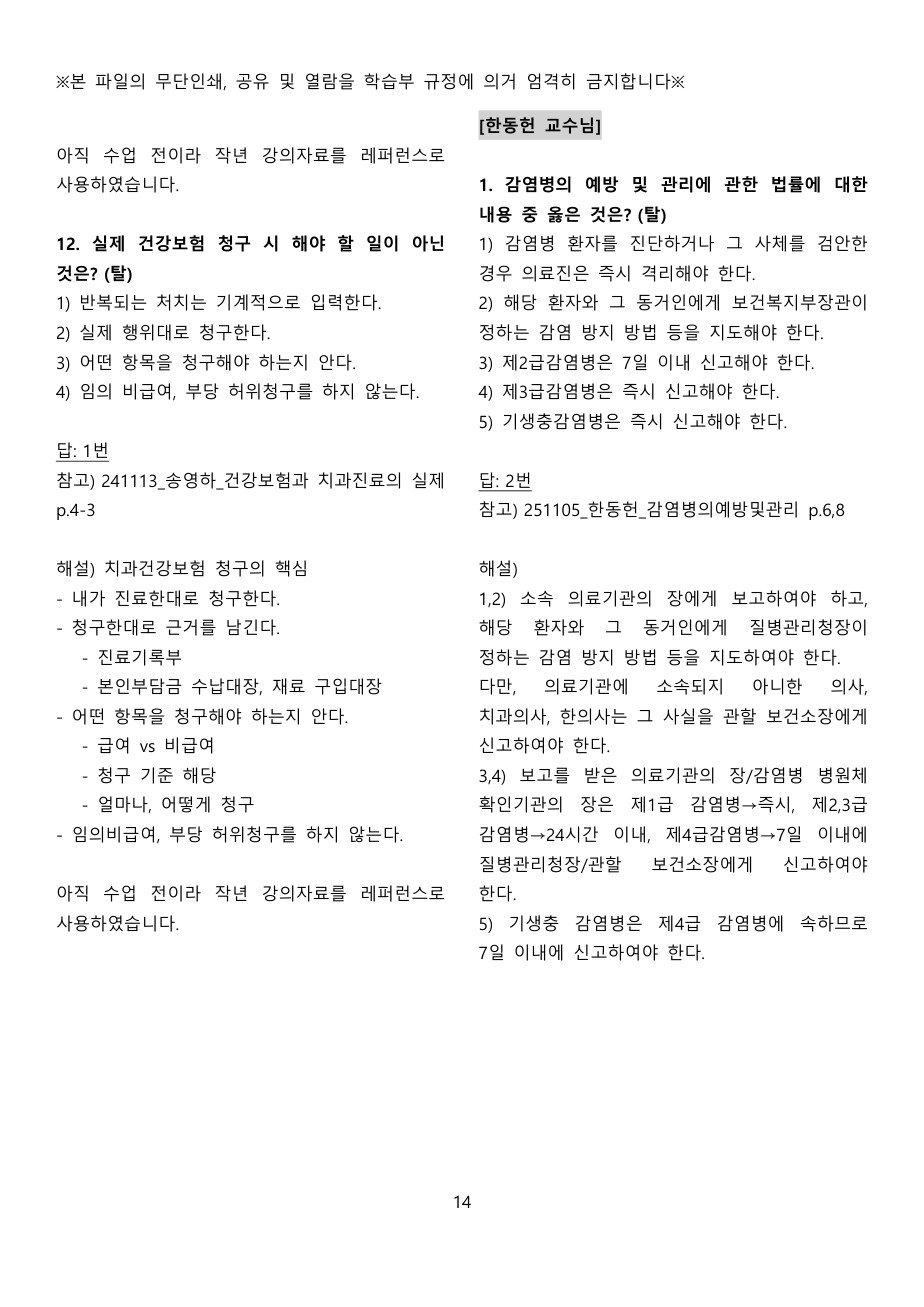 ※본 파일의 무단인쇄, 공유 및 열람을 학습부 규정에 의거 엄격히 금지합니다※
아직 수업 전이라 작년 강의자료를 레퍼런스로
사용하였습니다.
12. 실제 건강보험 청구 시 해야 할 일이 아닌
것은? (탈)
1) 반복되는 처치는 기계적으로 입력한다.
2) 실제 행위대로 청구한다.
3) 어떤 항목을 청구해야 하는지 안다.
4) 임의 비급여, 부당 허위청구를 하지 않는다.
답: 1번
참고) 241113_송영하_건강보험과 치과진료의 실제
p.4-3
해설) 치과건강보험 청구의 핵심
- 내가 진료한대로 청구한다.
- 청구한대로 근거를 남긴다.
- 진료기록부
- 본인부담금 수납대장, 재료 구입대장
- 어떤 항목을 청구해야 하는지 안다.
- 급여 vs 비급여
- 청구 기준 해당
- 얼마나, 어떻게 청구
- 임의비급여, 부당 허위청구를 하지 않는다.
아직 수업 전이라 작년 강의자료를 레퍼런스로
사용하였습니다.
[한동헌 교수님]
1. 감염병의 예방 및 관리에 관한 법률에 대한
내용 중 옳은 것은? (탈)
1) 감염병 환자를 진단하거나 그 사체를 검안한
경우 의료진은 즉시 격리해야 한다.
2) 해당 환자와 그 동거인에게 보건복지부장관이
정하는 감염 방지 방법 등을 지도해야 한다.
3) 제2급감염병은 7일 이내 신고해야 한다.
4) 제3급감염병은 즉시 신고해야 한다.
5) 기생충감염병은 즉시 신고해야 한다.
답: 2번
참고) 251105_한동헌_감염병의예방및관리 p.6,8
해설)
1,2) 소속 의료기관의 장에게 보고하여야 하고,
해당 환자와 그 동거인에게 질병관리청장이
정하는 감염 방지 방법 등을 지도하여야 한다.
다만, 의료기관에 소속되지 아니한 의사,
치과의사, 한의사는 그 사실을 관할 보건소장에게
신고하여야 한다.
3,4) 보고를 받은 의료기관의 장/감염병 병원체
확인기관의 장은 제1급 감염병→즉시, 제2,3급
감염병→24시간 이내, 제4급감염병→7일 이내에
질병관리청장/관할 보건소장에게 신고하여야
한다.
5) 기생충 감염병은 제4급 감염병에 속하므로
7일 이내에 신고하여야 한다.
14